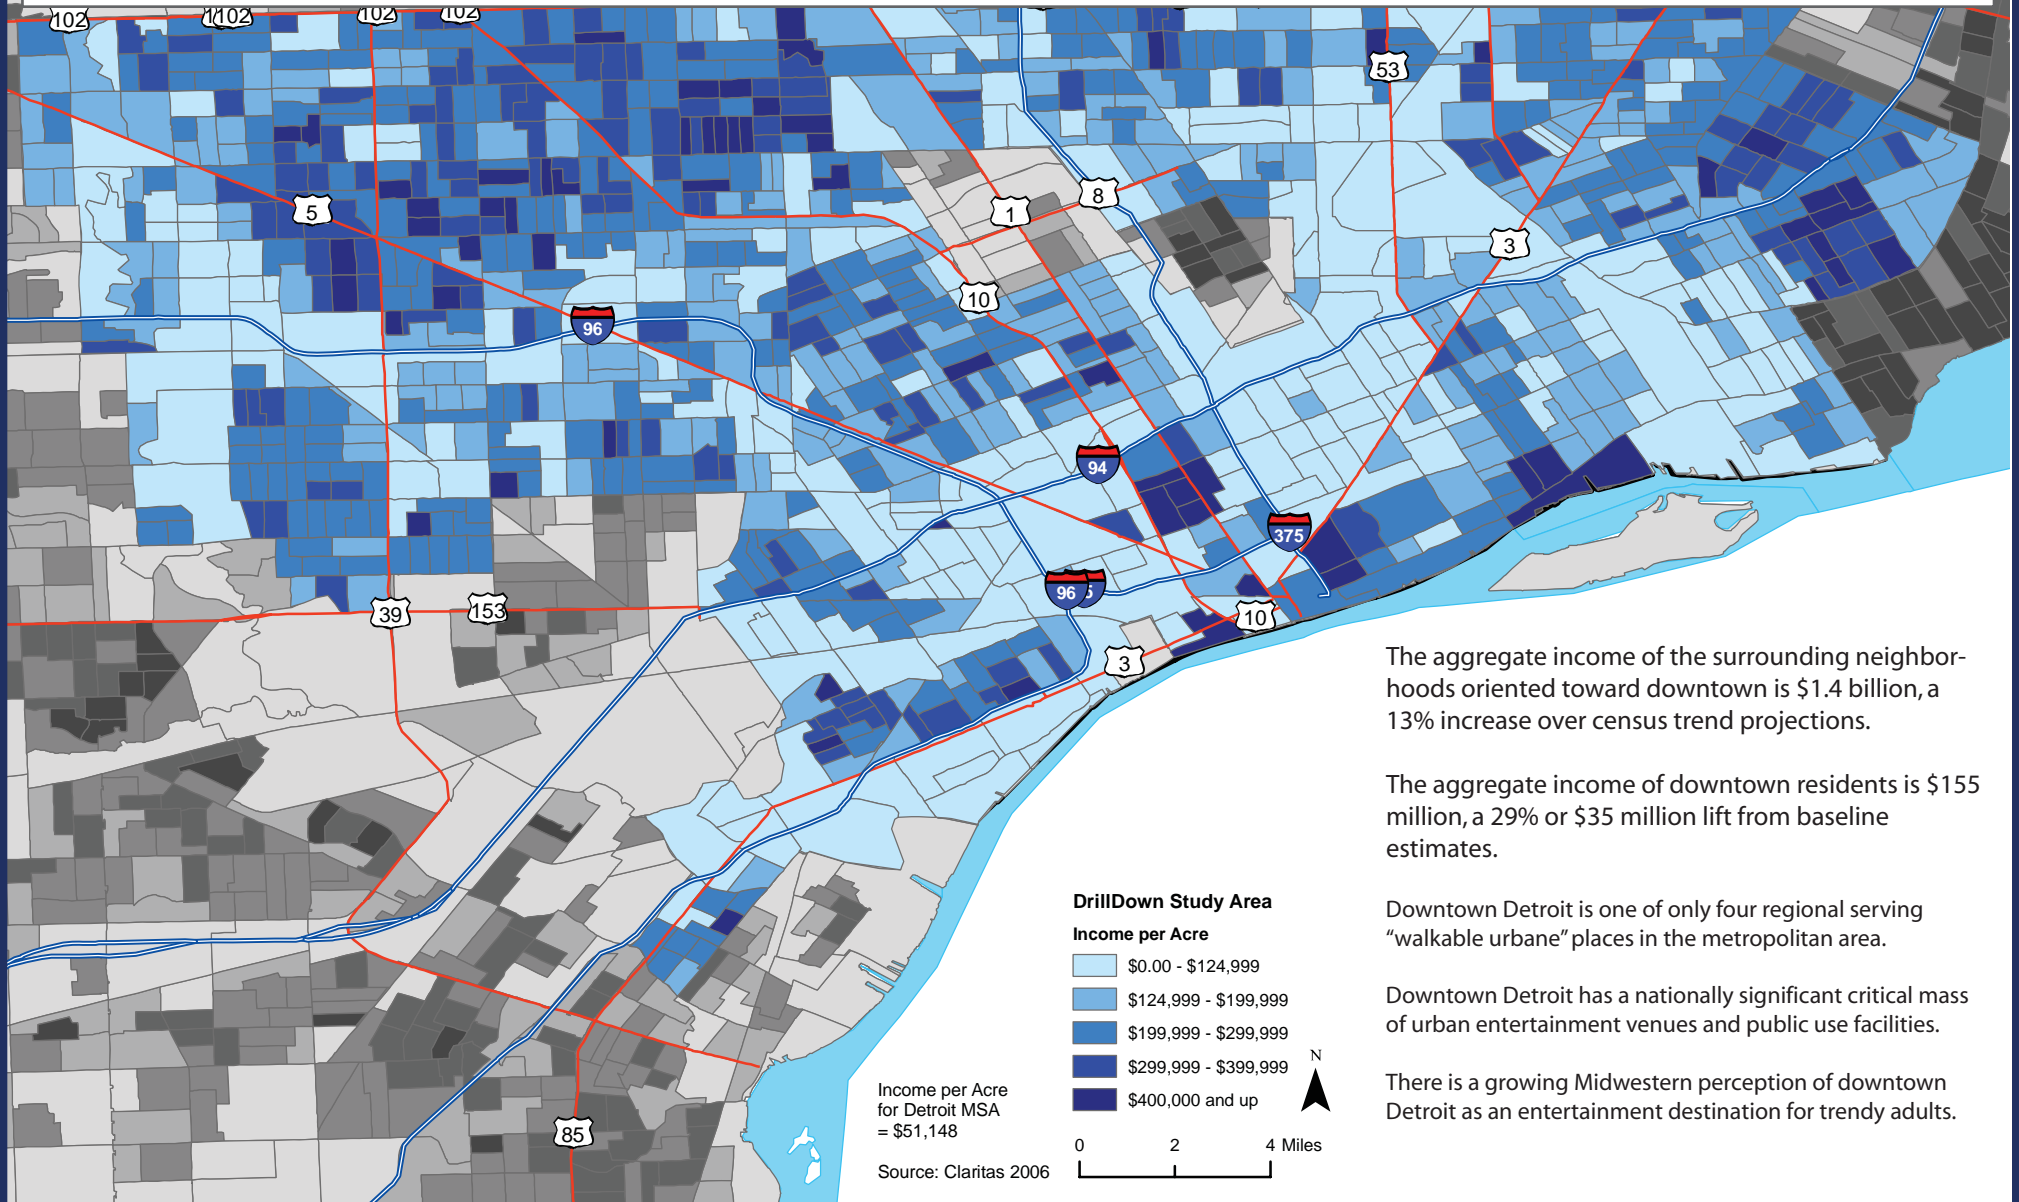 102
102
102
102
53
5
8
1
3
10
96
94
375
96
5
39
153
10
3
85
The aggregate income of the surrounding neighbor-
hoods oriented toward downtown is $1.4 billion, a
13% increase over census trend projections.
The aggregate income of downtown residents is $155
million, a 29% or $35 million lift from baseline
estimates.
Downtown Detroit is one of only four regional serving
“walkable urbane” places in the metropolitan area.
Downtown Detroit has a nationally significant critical mass
of urban entertainment venues and public use facilities.
There is a growing Midwestern perception of downtown
Detroit as an entertainment destination for trendy adults.
DrillDown Study Area
Income per Acre
$0.00 - $124,999
$124,999 - $199,999
$199,999 - $299,999
$299,999 - $399,999
$400,000 and up
N
0 2 4 Miles
Income per Acre
for Detroit MSA
= $51,148
Source: Claritas 2006